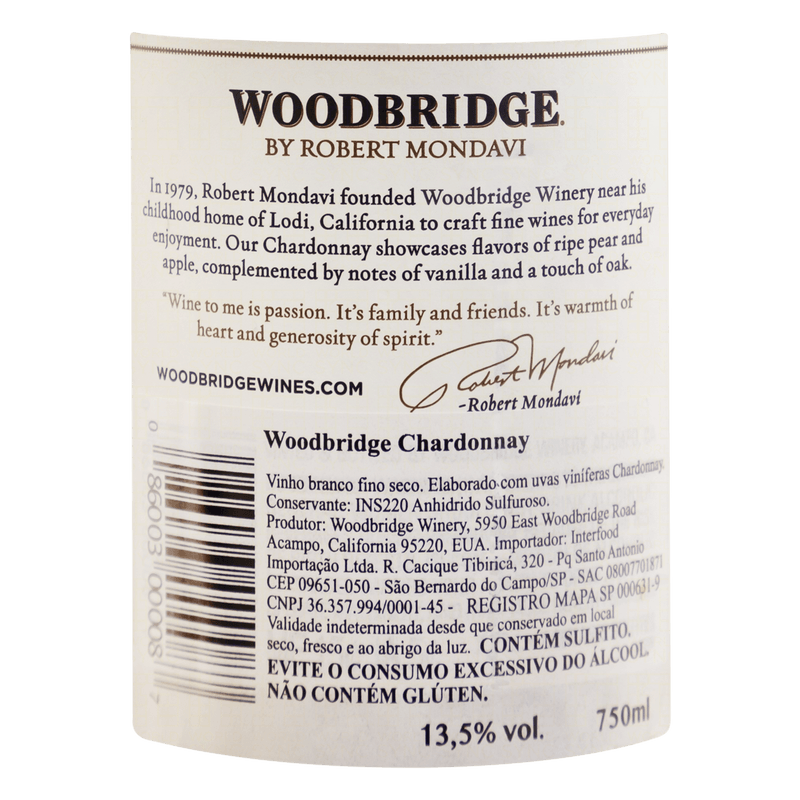 WOODBRIDGE.
BY ROBERT MONDAVI
In 1979, Robert Mondavi founded Woodbridge Winery near his
childhood home of Lodi, California to craft fine wines for everyday
enjoyment. Our Chardonnay showcases flavors of ripe pear and
apple, complemented by notes of vanilla and a touch of oak.
“Wine to me is passion. It’s family and friends. It’s warmth of
heart and generosity of spirit.”
WOODBRIDGEWINES.COM
Robert Mondavi
-Robert Mondavi
Woodbridge Chardonnay
Vinho branco fino seco. Elaborado com uvas viníferas Chardonnay.
Conservante: INS220 Anhidrido Sulfuroso.
Produtor: Woodbridge Winery, 5950 East Woodbridge Road
Acampo, California 95220, EUA. Importador: Interfood
Importação Ltda. R. Cacique Tibiriçá, 320 - Pq Santo Antonio
CEP 09651-050 - São Bernardo do Campo/SP - SAC 08007701871
CNPJ 36.357.994/0001-45 - REGISTRO MAPA SP 000631-9
Validade indeterminada desde que conservado em local
seco, fresco e ao abrigo da luz. CONTÉM SULFITO.
EVITE O CONSUMO EXCESSIVO DO ÁLCOOL.
NÃO CONTÉM GLÚTEN.
13,5% vol. 750ml
0 86003 00008 7